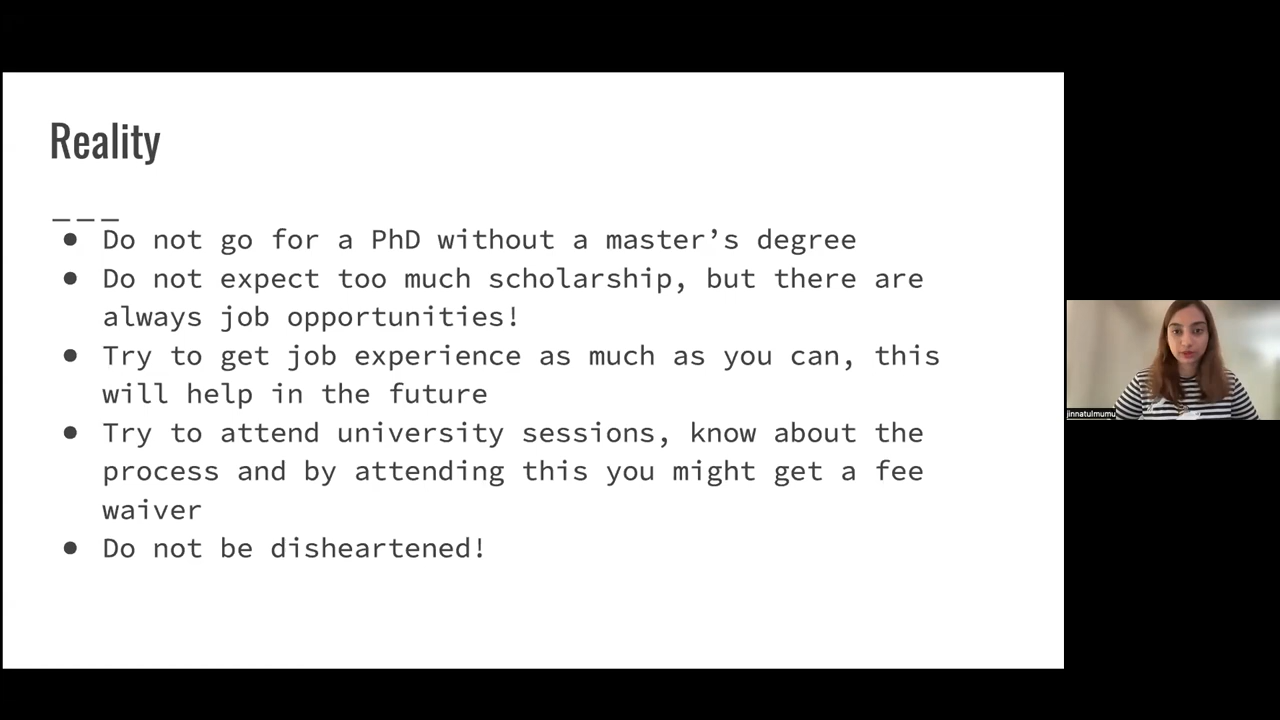 Reality
● Do not go for a PhD without a master’s degree
● Do not expect too much scholarship, but there are
always job opportunities!
● Try to get job experience as much as you can, this
will help in the future
● Try to attend university sessions, know about the
process and by attending this you might get a fee
waiver
● Do not be disheartened!
jinnatulmumu